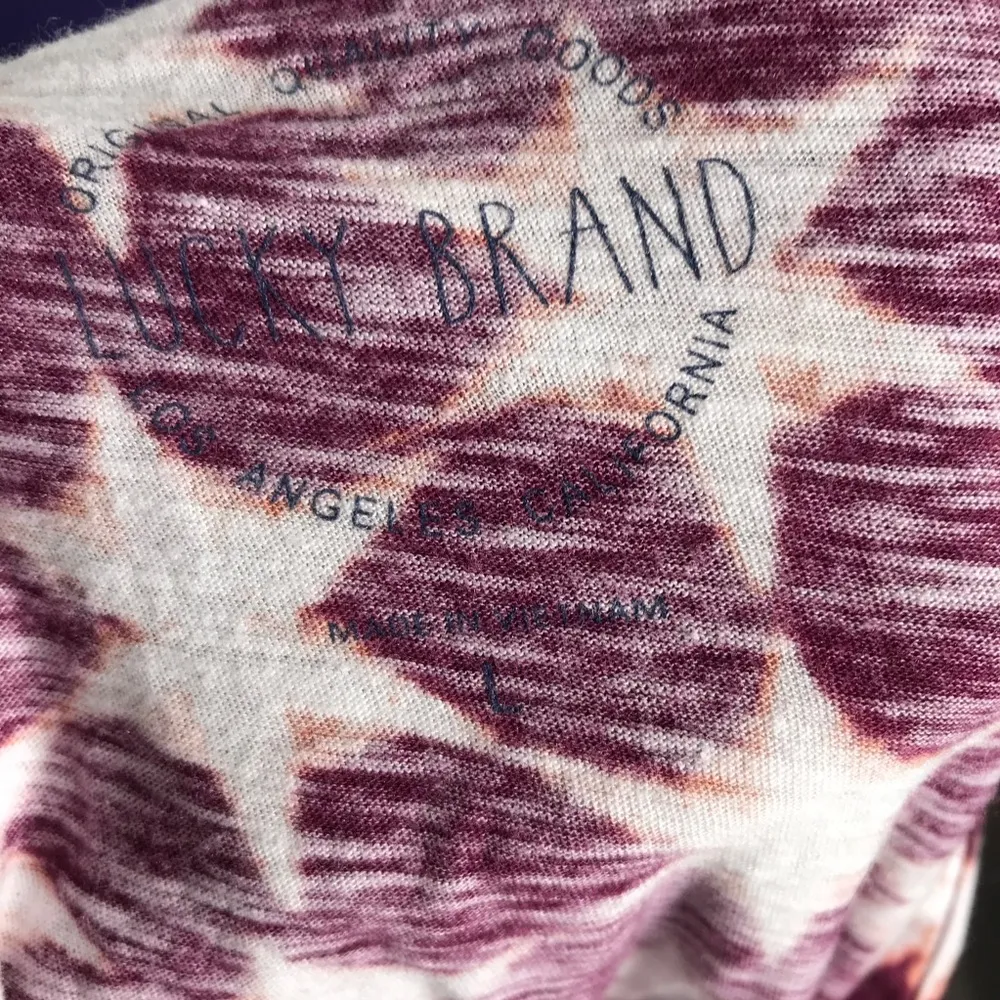 ORIGINAL QUALITY GOODS
LUCKY BRAND
LOS ANGELES CALIFORNIA
MADE IN VIETNAM
L